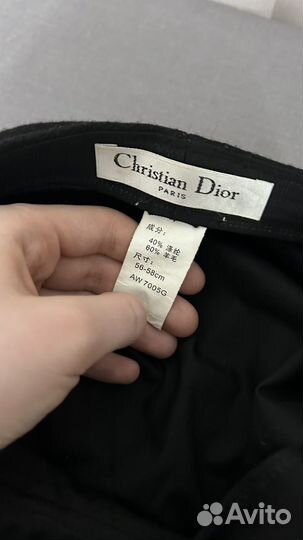 Christian Dior
PARIS
成分:
40% 涤纶
60% 羊毛
尺寸:
56-58cm
AW7005G
Avito